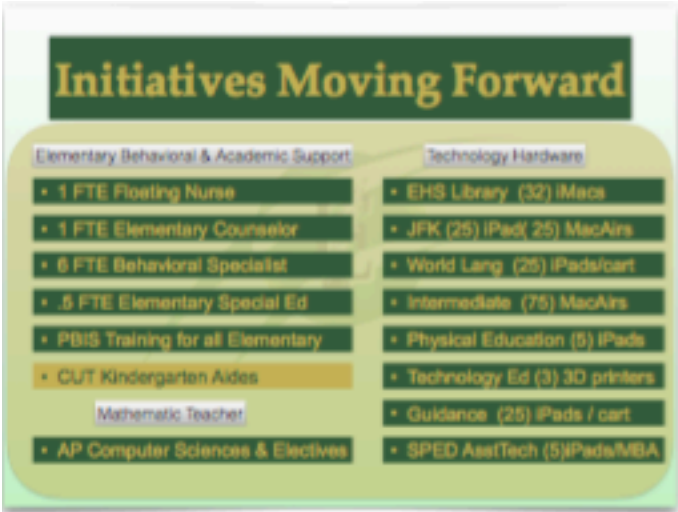 Initiatives Moving Forward
Elementary Behavioral & Academic Support
• 1 FTE Floating Nurse
• 1 FTE Elementary Counselor
• 6 FTE Behavioral Specialist
• .5 FTE Elementary Special Ed
• PBIS Training for all Elementary
• CUT Kindergarten Aides
Mathematic Teacher
• AP Computer Sciences & Electives
Technology Hardware
• EHS Library (32) iMacs
• JFK (25) iPad( 25) MacAirs
• World Lang (25) iPads/cart
• Intermediate (75) MacAirs
• Physical Education (5) iPads
• Technology Ed (3) 3D printers
• Guidance (25) iPads / cart
• SPED AsstTech (5)iPads/MBA